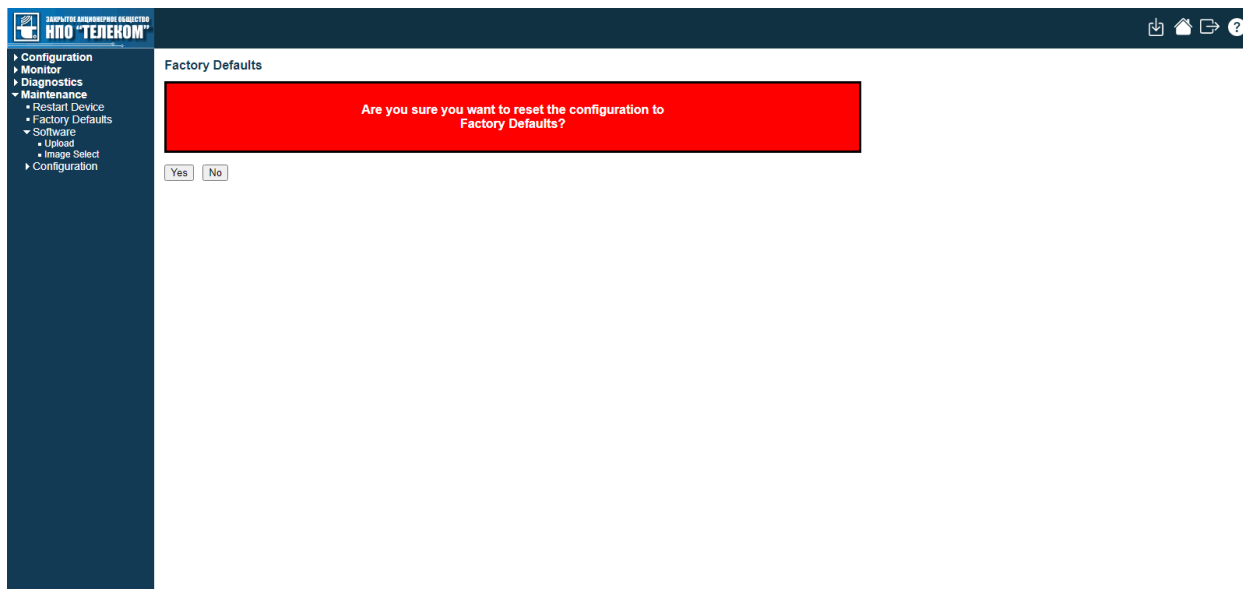 ЗАКРЫТОЕ АКЦИОНЕРНОЕ ОБЩЕСТВО
НПО "ТЕЛЕКОМ"
Configuration
Monitor
Diagnostics
Maintenance
Restart Device
Factory Defaults
Software
Upload
Image Select
Configuration
Factory Defaults
Are you sure you want to reset the configuration to
Factory Defaults?
Yes No